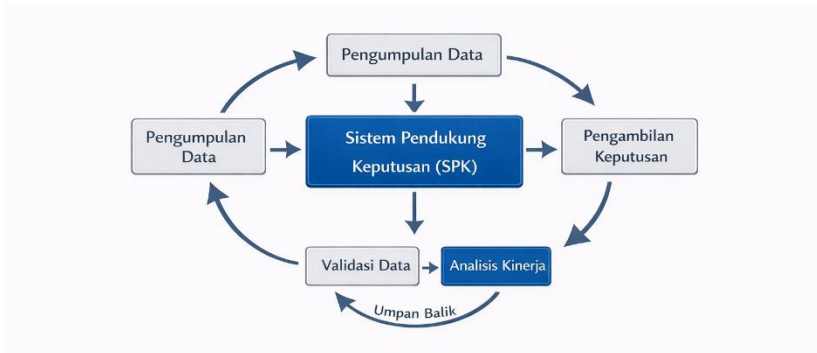 Pengumpulan Data
Pengumpulan
Data
Sistem Pendukung
Keputusan (SPK)
Pengambilan
Keputusan
Validasi Data
Analisis Kinerja
Umpan Balik